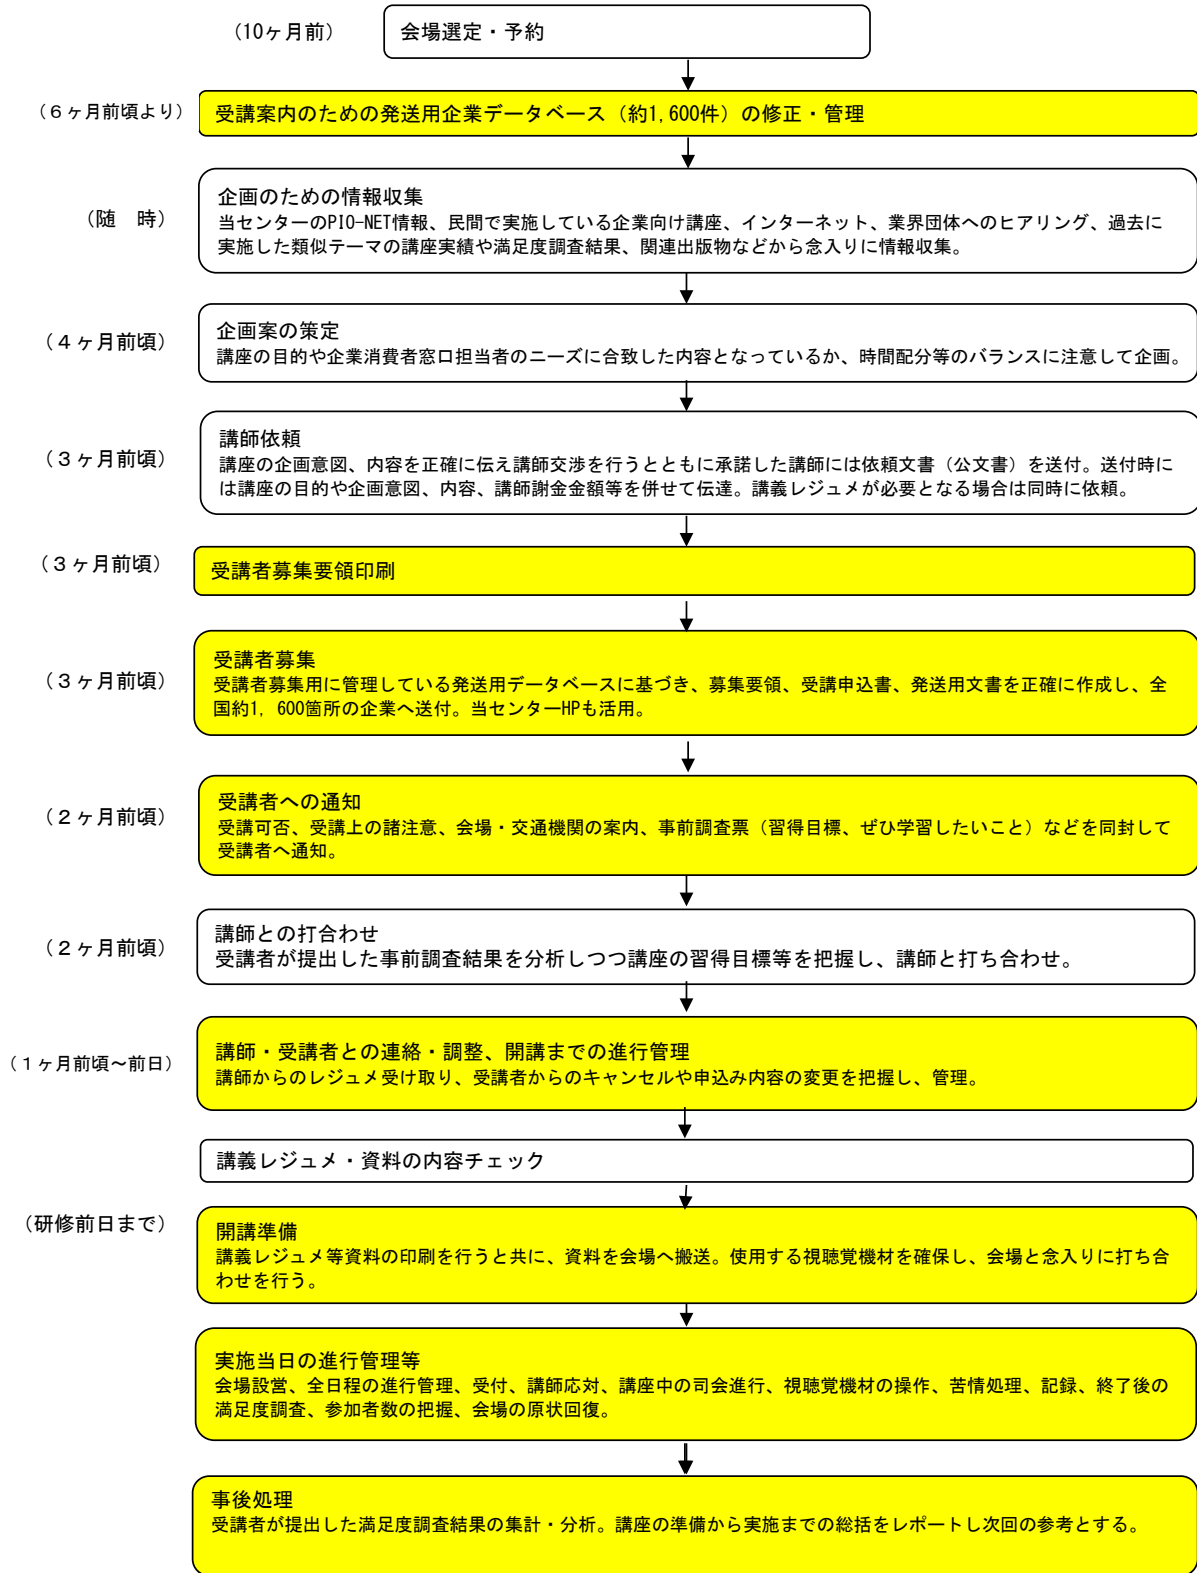 （10ヶ月前）
会場選定・予約
（６ヶ月前頃より）
受講案内のための発送用企業データベース（約1,600件）の修正・管理
（随　時）
企画のための情報収集
当センターのPIO-NET情報、民間で実施している企業向け講座、インターネット、業界団体へのヒアリング、過去に
実施した類似テーマの講座実績や満足度調査結果、関連出版物などから念入りに情報収集。
（４ヶ月前頃）
企画案の策定
講座の目的や企業消費者窓口担当者のニーズに合致した内容となっているか、時間配分等のバランスに注意して企画。
（３ヶ月前頃）
講師依頼
講座の企画意図、内容を正確に伝え講師交渉を行うとともに承諾した講師には依頼文書（公文書）を送付。送付時に
は講座の目的や企画意図、内容、講師謝金金額等を併せて伝達。講義レジュメが必要となる場合は同時に依頼。
（３ヶ月前頃）
受講者募集要領印刷
（３ヶ月前頃）
受講者募集
受講者募集用に管理している発送用データベースに基づき、募集要領、受講申込書、発送用文書を正確に作成し、全
国約1, 600箇所の企業へ送付。当センターHPも活用。
（２ヶ月前頃）
受講者への通知
受講可否、受講上の諸注意、会場・交通機関の案内、事前調査票（習得目標、ぜひ学習したいこと）などを同封して
受講者へ通知。
（２ヶ月前頃）
講師との打合わせ
受講者が提出した事前調査結果を分析しつつ講座の習得目標等を把握し、講師と打ち合わせ。
（１ヶ月前頃～前日）
講師・受講者との連絡・調整、開講までの進行管理
講師からのレジュメ受け取り、受講者からのキャンセルや申込み内容の変更を把握し、管理。
講義レジュメ・資料の内容チェック
（研修前日まで）
開講準備
講義レジュメ等資料の印刷を行うと共に、資料を会場へ搬送。使用する視聴覚機材を確保し、会場と念入りに打ち合
わせを行う。
実施当日の進行管理等
会場設営、全日程の進行管理、受付、講師応対、講座中の司会進行、視聴覚機材の操作、苦情処理、記録、終了後の
満足度調査、参加者数の把握、会場の原状回復。
事後処理
受講者が提出した満足度調査結果の集計・分析。講座の準備から実施までの総括をレポートし次回の参考とする。